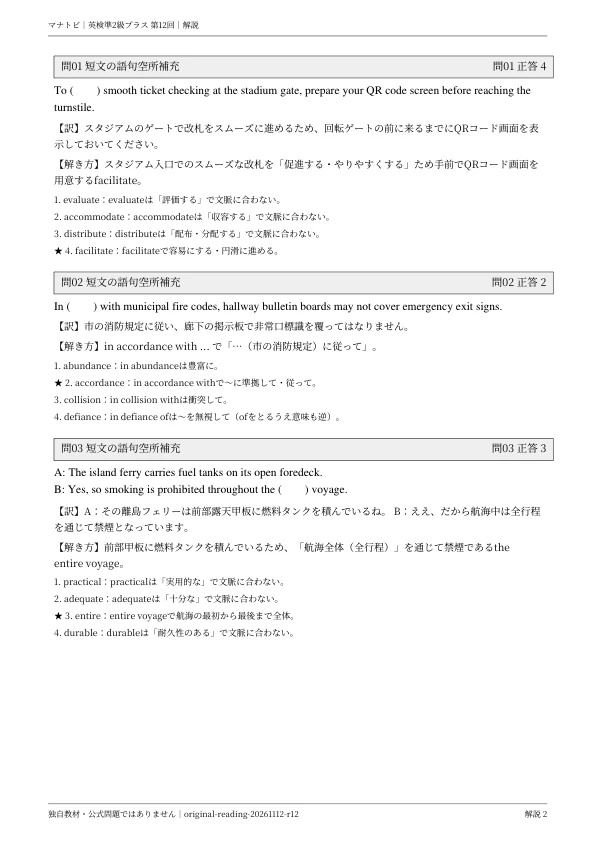 マナトビ｜英検準2級プラス 第12回｜解説
問01 短文の語句空所補充 問01 正答 4
To (　　) smooth ticket checking at the stadium gate, prepare your QR code screen before reaching the
turnstile.
【訳】スタジアムのゲートで改札をスムーズに進めるため、回転ゲートの前に来るまでにQRコード画面を表
示しておいてください。
【解き方】スタジアム入口でのスムーズな改札を「促進する・やりやすくする」ため手前でQRコード画面を
用意するfacilitate。
1. evaluate：evaluateは「評価する」で文脈に合わない。
2. accommodate：accommodateは「収容する」で文脈に合わない。
3. distribute：distributeは「配布・分配する」で文脈に合わない。
★ 4. facilitate：facilitateで容易にする・円滑に進める。
問02 短文の語句空所補充 問02 正答 2
In (　　) with municipal fire codes, hallway bulletin boards may not cover emergency exit signs.
【訳】市の消防規定に従い、廊下の掲示板で非常口標識を覆ってはなりません。
【解き方】in accordance with … で「…（市の消防規定）に従って」。
1. abundance：in abundanceは豊富に。
★ 2. accordance：in accordance withで〜に準拠して・従って。
3. collision：in collision withは衝突して。
4. defiance：in defiance ofは〜を無視して（ofをとるうえ意味も逆）。
問03 短文の語句空所補充 問03 正答 3
A: The island ferry carries fuel tanks on its open foredeck.
B: Yes, so smoking is prohibited throughout the (　　) voyage.
【訳】A：その離島フェリーは前部露天甲板に燃料タンクを積んでいるね。 B：ええ、だから航海中は全行程
を通じて禁煙となっています。
【解き方】前部甲板に燃料タンクを積んでいるため、「航海全体（全行程）」を通じて禁煙であるthe
entire voyage。
1. practical：practicalは「実用的な」で文脈に合わない。
2. adequate：adequateは「十分な」で文脈に合わない。
★ 3. entire：entire voyageで航海の最初から最後まで全体。
4. durable：durableは「耐久性のある」で文脈に合わない。
独自教材・公式問題ではありません｜original-reading-20261112-r12 解説 2